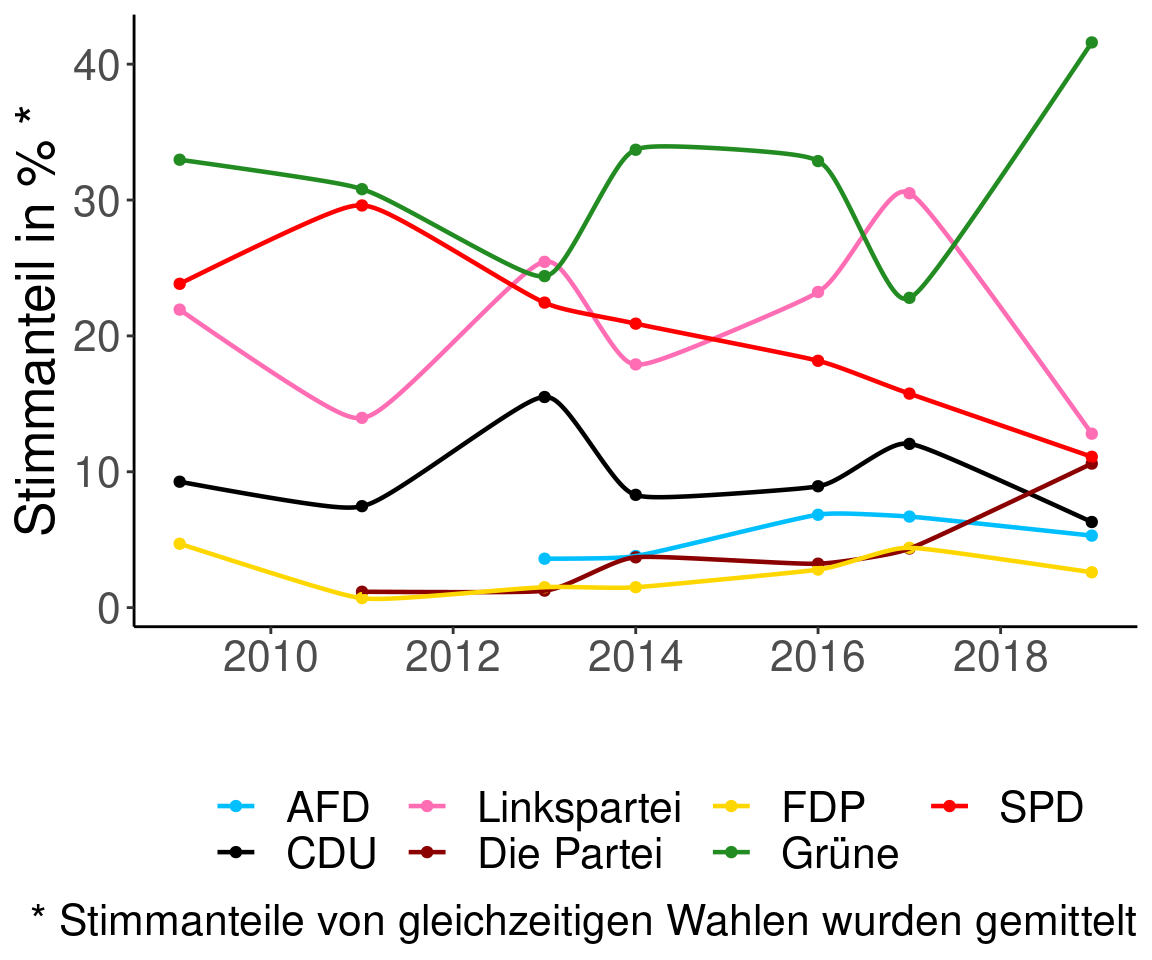 Stimmanteil in % *
40
30
20
10
0
2010 2012 2014 2016 2018
AFD Linkspartei FDP SPD
CDU Die Partei Grüne
* Stimmanteile von gleichzeitigen Wahlen wurden gemittelt